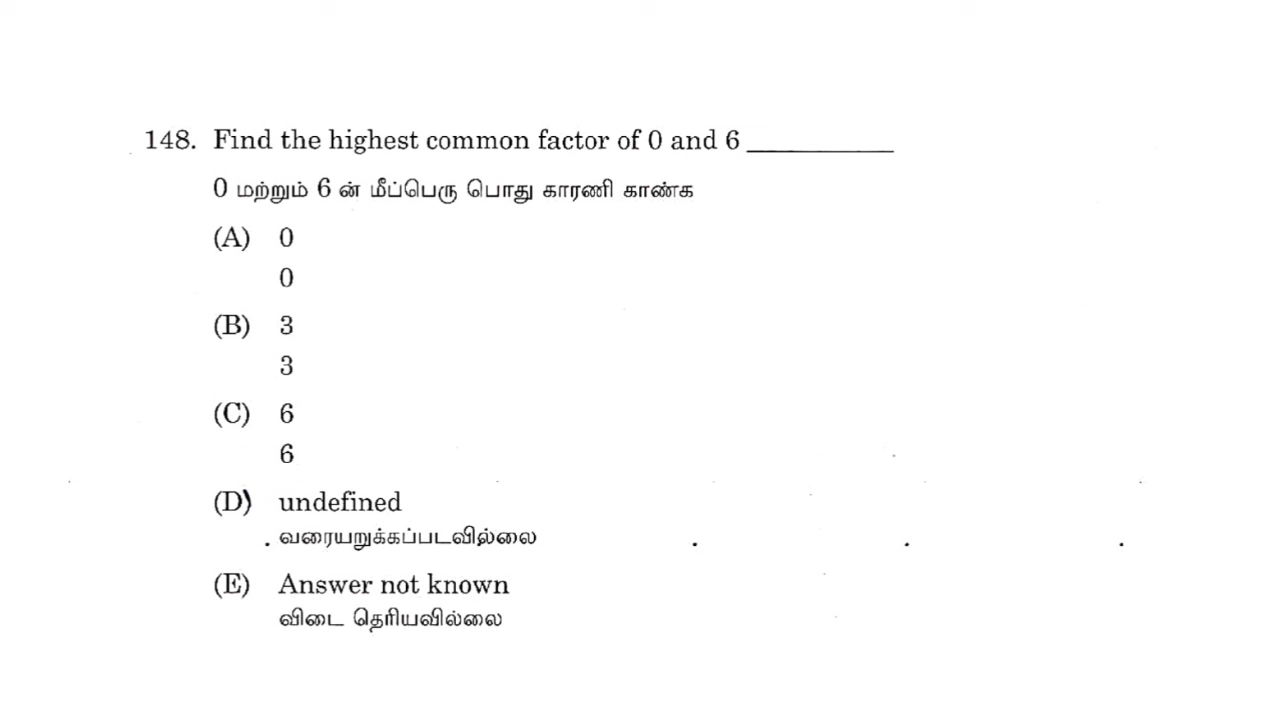 148. Find the highest common factor of 0 and 6 __________
0 மற்றும் 6 ன் மீப்பெரு பொது காரணி காண்க
(A) 0
0
(B) 3
3
(C) 6
6
(D) undefined
வரையறுக்கப்படவில்லை
(E) Answer not known
விடை தெரியவில்லை